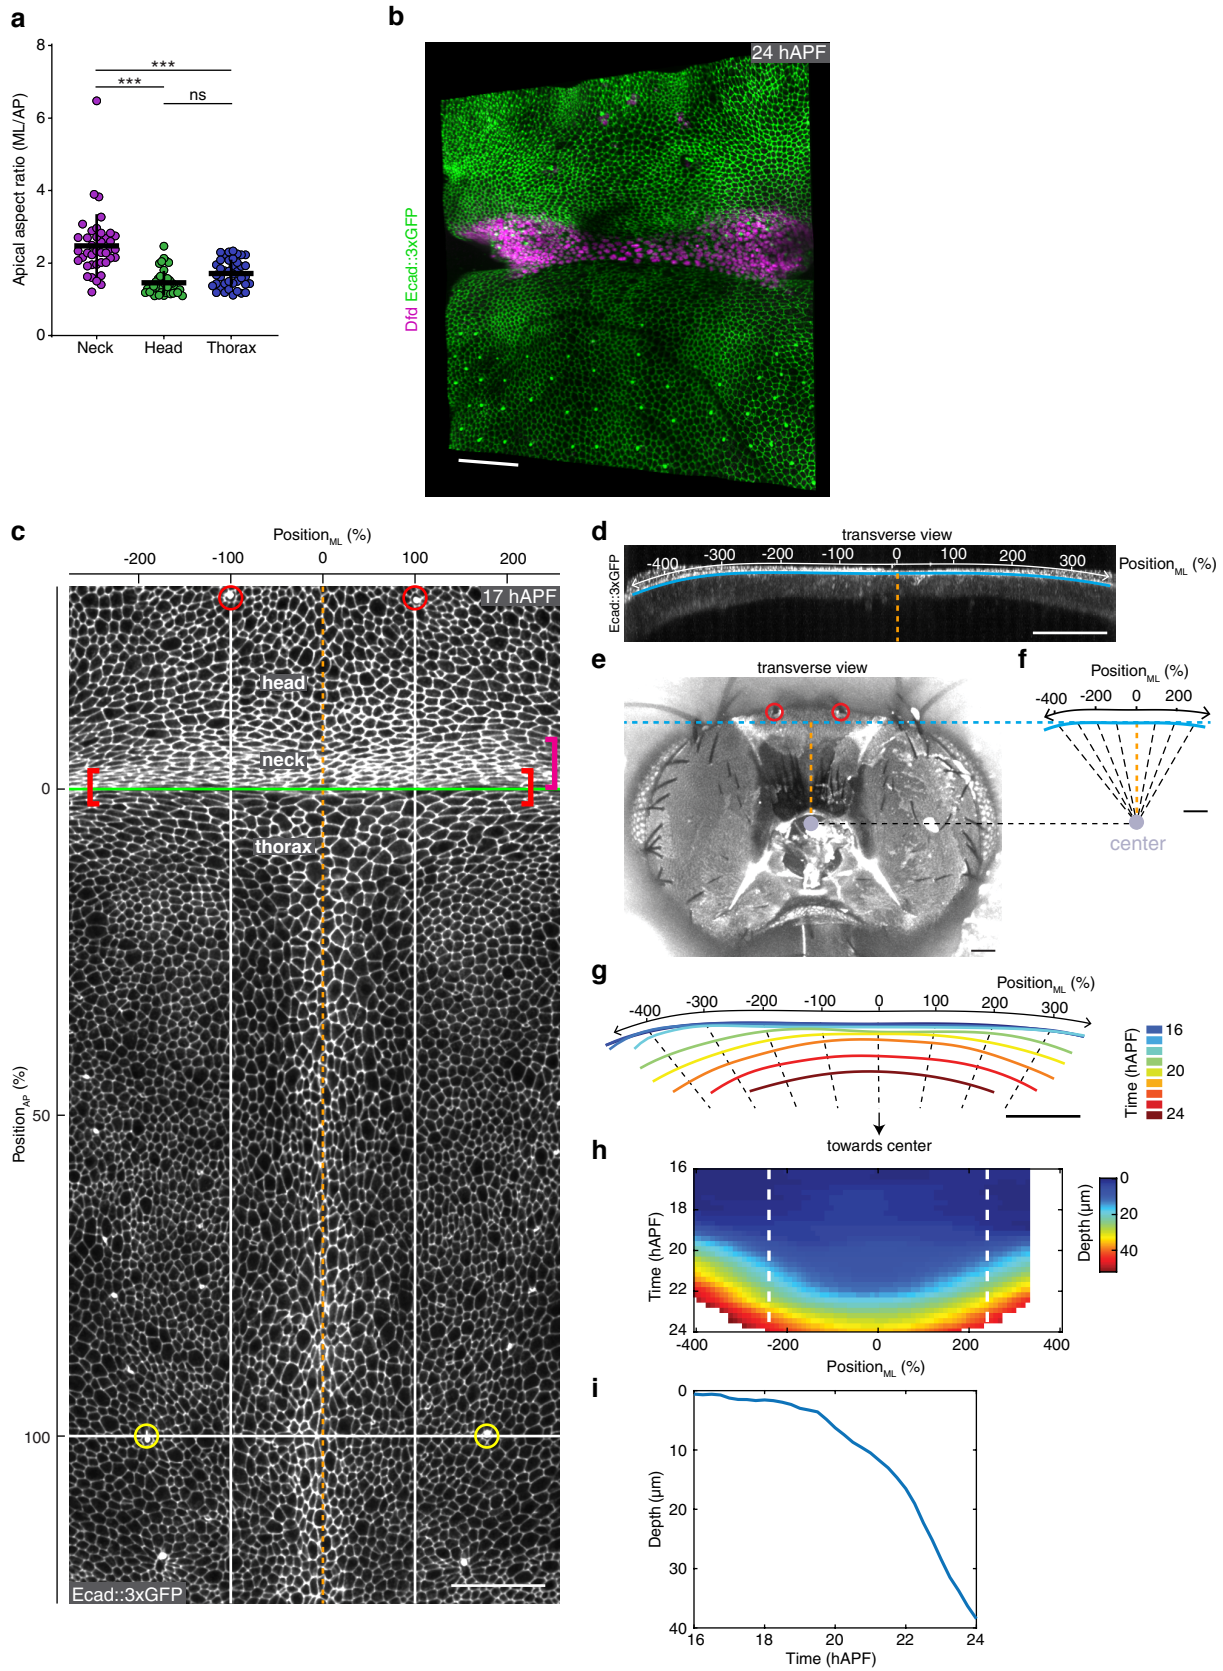 a
8
6
4
2
0
Apical aspect ratio (ML/AP)
***
***
ns
Neck Head Thorax
b
24 hAPF
Dfd Ecad::3xGFP
c
Position_ML (%)
-200 -100 0 100 200
17 hAPF
head
neck
thorax
0
50
100
Position_AP (%)
Ecad::3xGFP
d
transverse view
-400 -300 -200 -100 0 100 200 300
Position_ML (%)
Ecad::3xGFP
e
transverse view
f
Position_ML (%)
-400 -200 0 200
center
g
Position_ML (%)
-400 -300 -200 -100 0 100 200 300
Time (hAPF)
16
20
24
towards center
h
16
18
20
22
24
Time (hAPF)
-400 -200 0 200 400
Position_ML (%)
Depth (µm)
0
20
40
i
0
10
20
30
40
Depth (µm)
16 18 20 22 24
Time (hAPF)